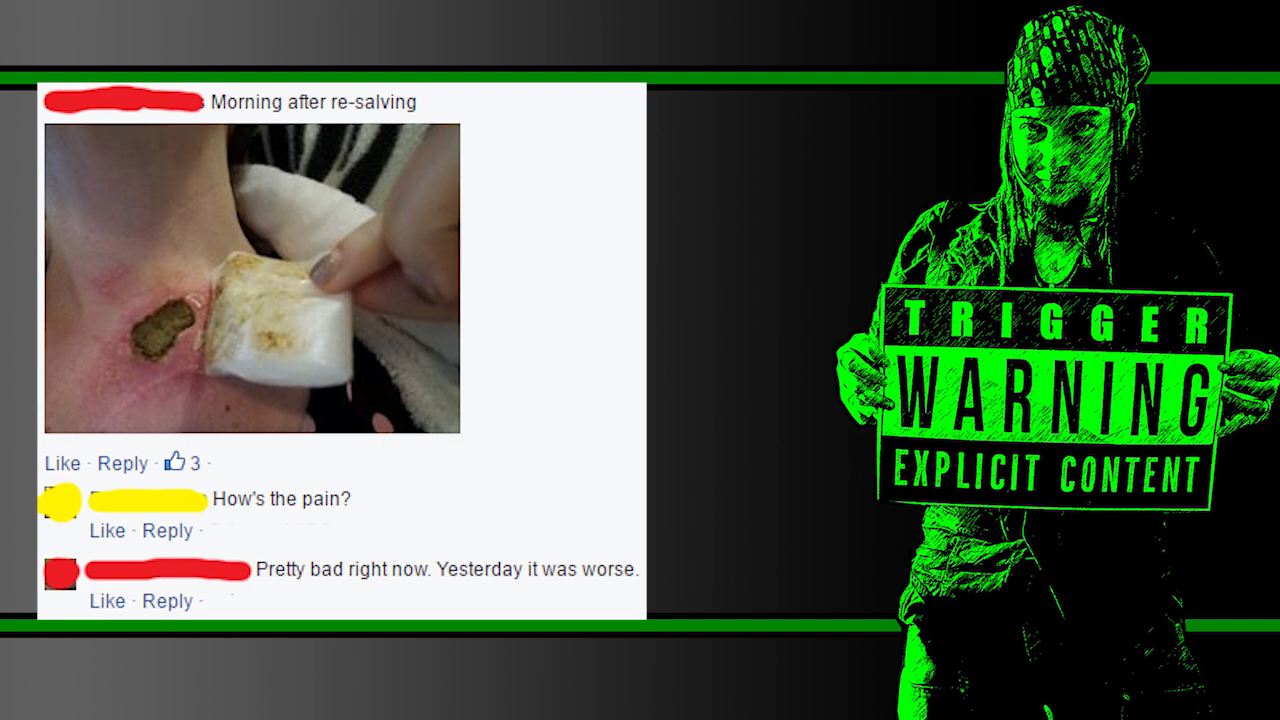 Morning after re-salving
Like · Reply · 3 ·
How's the pain?
Like · Reply ·
Pretty bad right now. Yesterday it was worse.
Like · Reply ·
TRIGGER
WARNING
EXPLICIT CONTENT